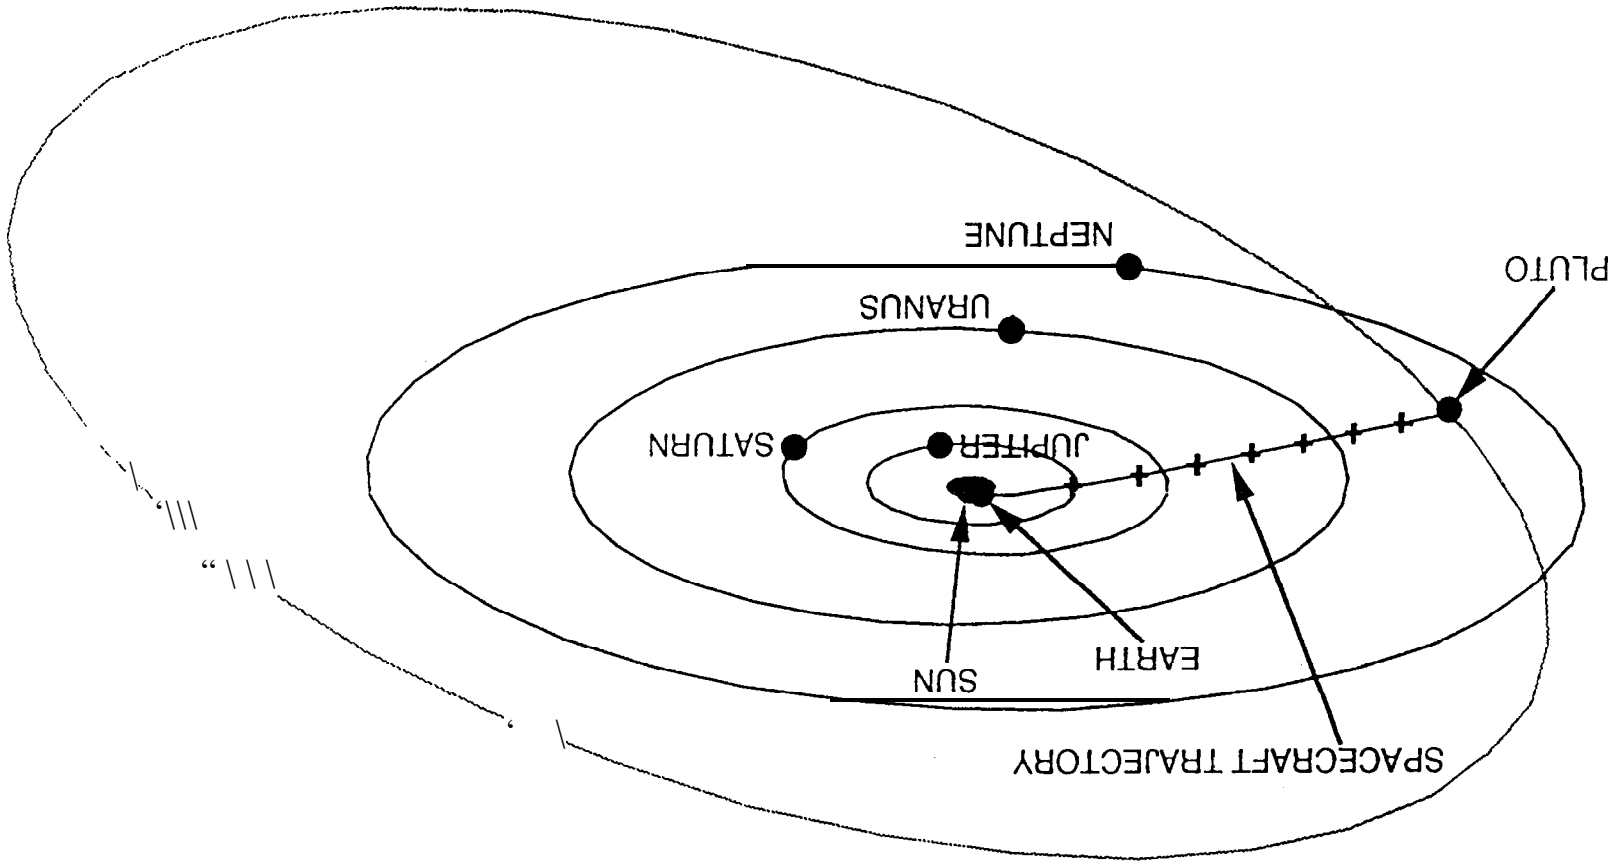 SPACECRAFT TRAJECTORY
SUN
EARTH
JUPITER
SATURN
URANUS
PLUTO
NEPTUNE